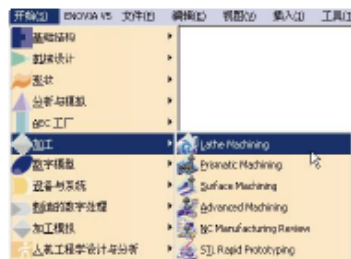 开始(S) ENOVIA V5 文件(F) 编辑(E) 视图(V) 插入(I) 工具(T
基础结构
机械设计
形状
分析与模拟
AEC 工厂
加工
数字模型
设备与系统
制造的数字处理
加工模拟
人机工程学设计与分析
Lathe Machining
Prismatic Machining
Surface Machining
Advanced Machining
NC Manufacturing Review
STL Rapid Prototyping